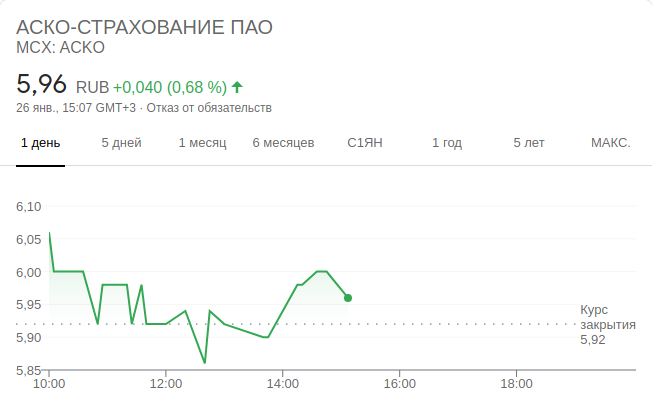 АСКО-СТРАХОВАНИЕ ПАО
MCX: ACKO
5,96 RUB +0,040 (0,68 %)
26 янв., 15:07 GMT+3 · Отказ от обязательств
1 день 5 дней 1 месяц 6 месяцев С1ЯН 1 год 5 лет МАКС.
6,10
6,05
6,00
5,95
5,90
5,85
Курс
закрытия
5,92
10:00 12:00 14:00 16:00 18:00